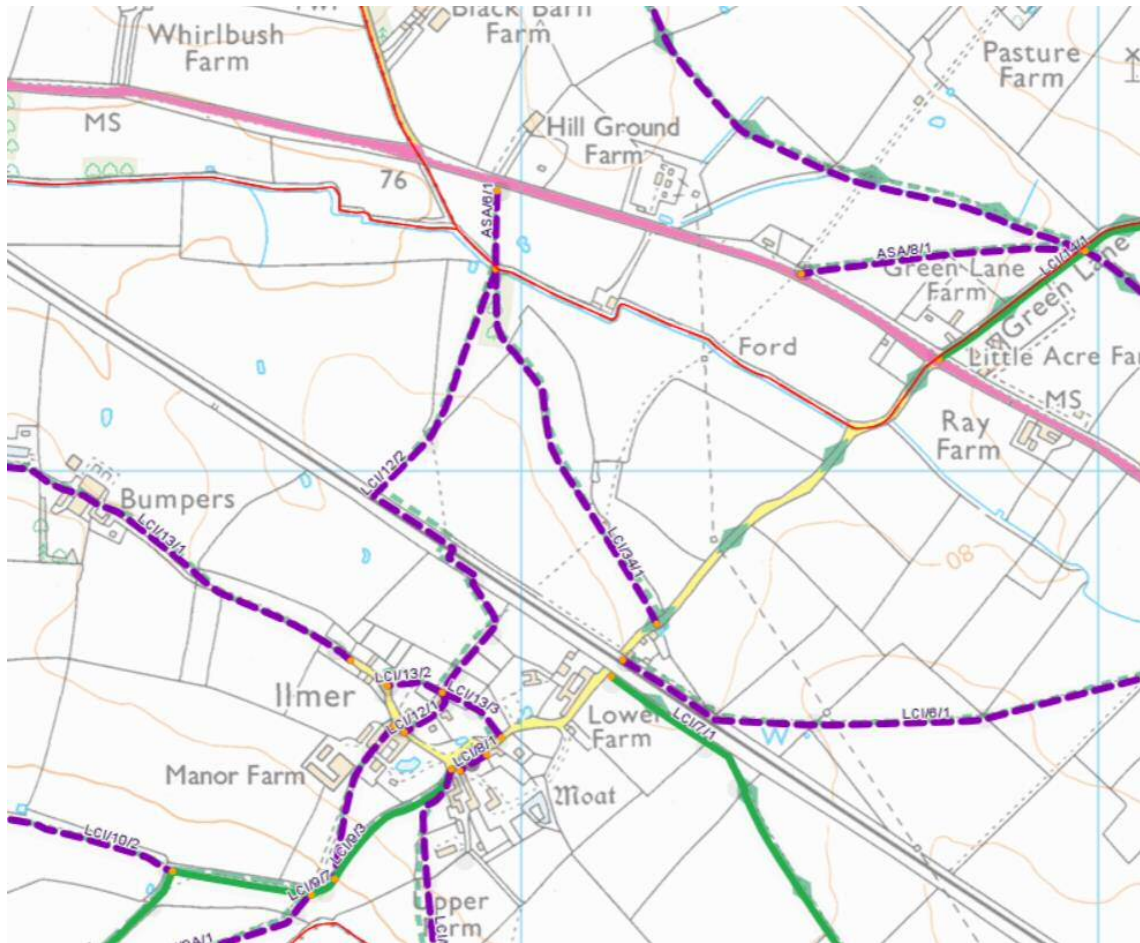 Whirlbush
Farm
Black Barn
Farm
Pasture
Farm
MS
Hill Ground
Farm
76
ASA/6/1
ASA/8/1
LCI/14/1
Green Lane
Green Lane
Farm
Ford
Little Acre Far
MS
Ray
Farm
Bumpers
LCI/12/2
LCI/13/1
LCI/34/1
80
Ilmer
LCI/13/2
LCI/13/3
LCI/12/1
Lower
Farm
LCI/7/1
LCI/6/1
W
LCI/8/1
Manor Farm
Moat
LCI/10/2
LCI/9/3
LCI/9/7
Upper
Farm
LCI/
A/1